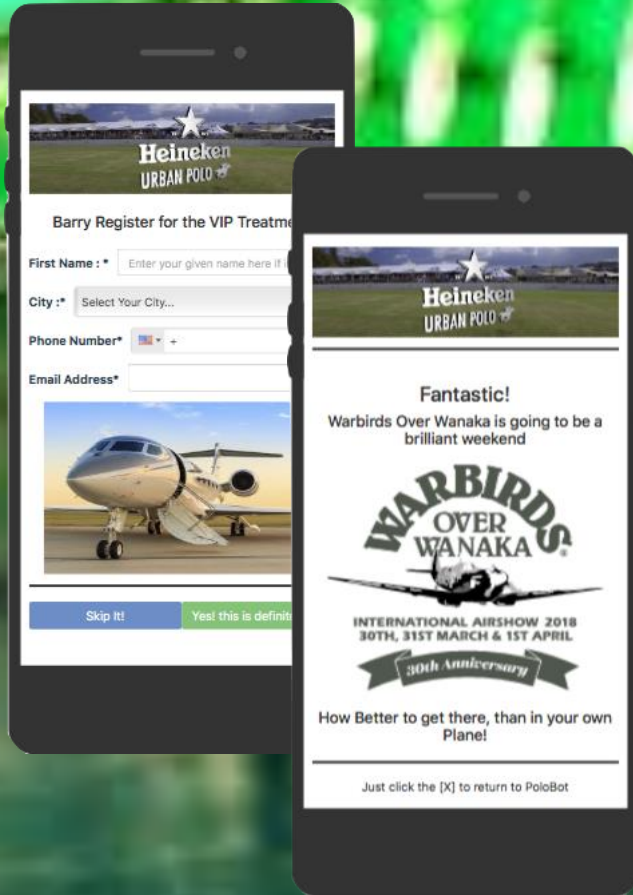 Heineken
URBAN POLO
Barry Register for the VIP
First Name : *
Enter your given name here if
City :*
Select Your City...
Phone Number*
+
Email Address*
Skip It!
Yes! this is
Heineken
URBAN POLO
Fantastic!
Warbirds Over Wanaka is going to be a
brilliant weekend
WARBIRDS
OVER
WANAKA
INTERNATIONAL AIRSHOW 2018
30TH, 31ST MARCH & 1ST APRIL
30th Anniversary
How Better to get there, than in your own
Plane!
Just click the [X] to return to PoloBot